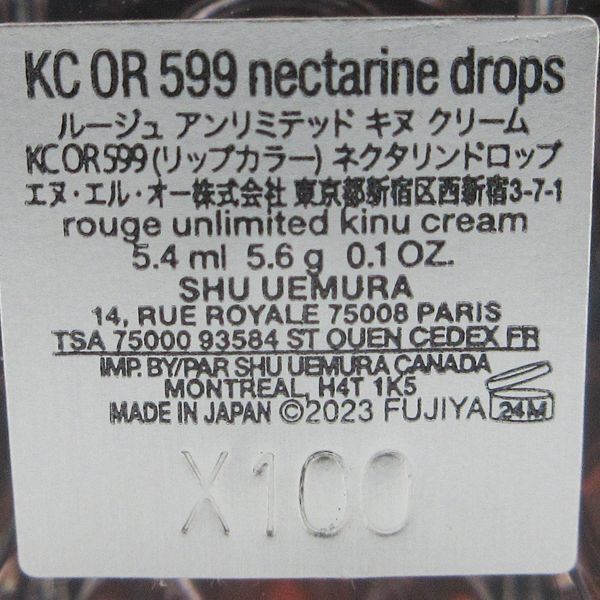 KC OR 599 nectarine drops
ルージュ アンリミテッド キヌ クリーム
KC OR 599 (リップカラー) ネクタリンドロップ
エヌ・エル・オー株式会社 東京都新宿区西新宿3-7-1
rouge unlimited kinu cream
5.4 ml 5.6 g 0.1 OZ.
SHU UEMURA
14, RUE ROYALE 75008 PARIS
TSA 75000 93584 ST OUEN CEDEX FR
IMP. BY/PAR SHU UEMURA CANADA
MONTREAL, H4T 1K5
MADE IN JAPAN ©2023 FUJIYA 24M
X100